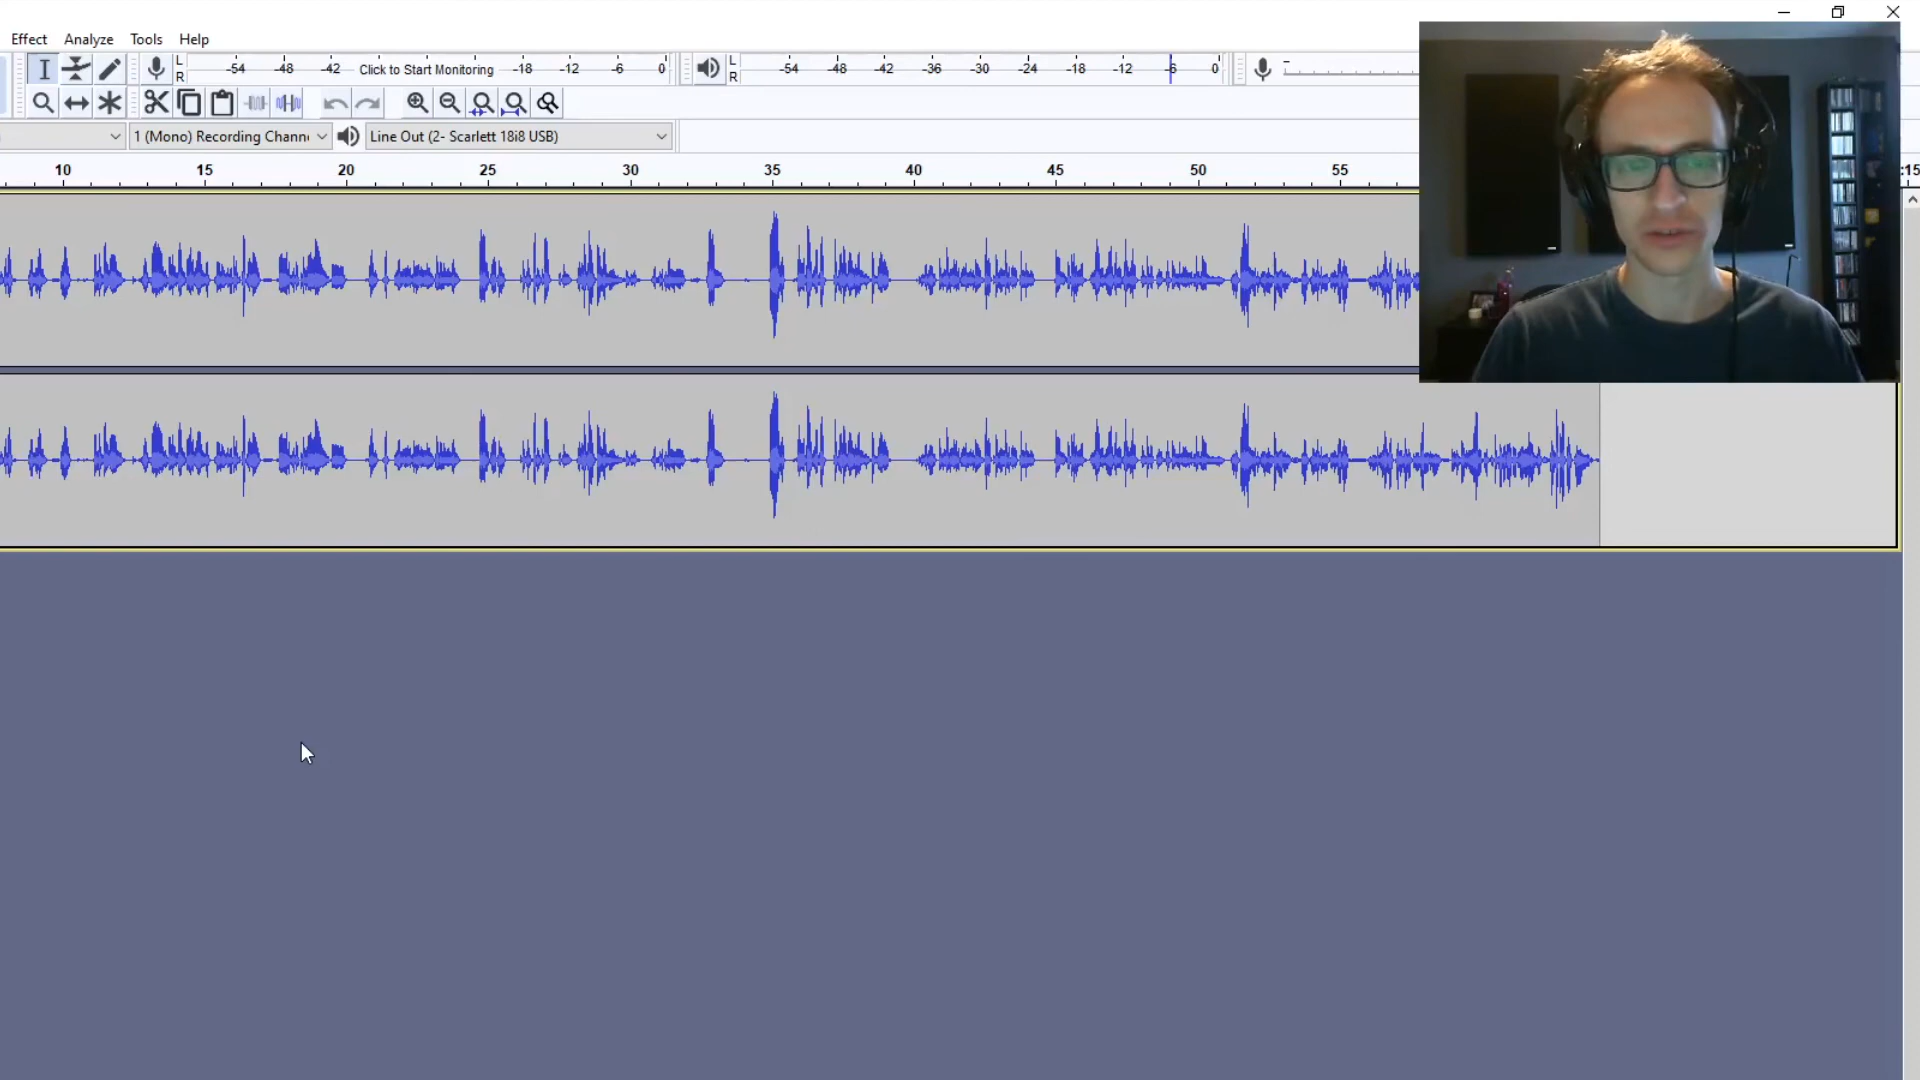 Effect Analyze Tools Help
L R -54 -48 -42 Click to Start Monitoring -18 -12 -6 0 L R -54 -48 -42 -36 -30 -24 -18 -12 -6 0
1 (Mono) Recording Chann Line Out (2- Scarlett 18i8 USB)
10 15 20 25 30 35 40 45 50 55 :15